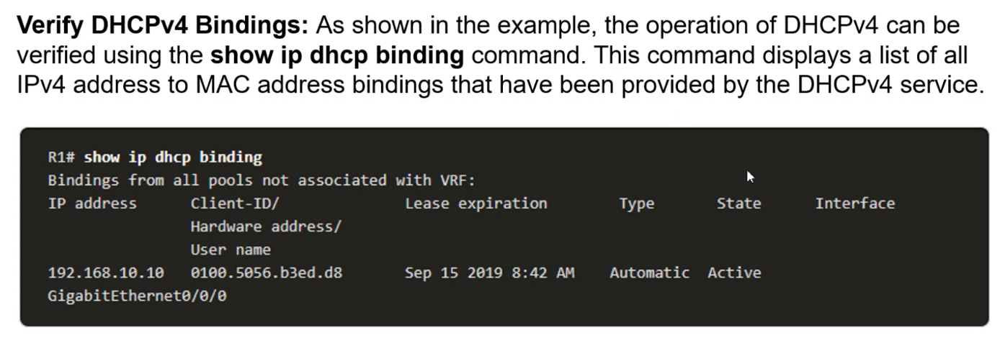 Verify DHCPv4 Bindings: As shown in the example, the operation of DHCPv4 can be
verified using the show ip dhcp binding command. This command displays a list of all
IPv4 address to MAC address bindings that have been provided by the DHCPv4 service.
R1# show ip dhcp binding
Bindings from all pools not associated with VRF:
IP address Client-ID/ Lease expiration Type State Interface
Hardware address/
User name
192.168.10.10 0100.5056.b3ed.d8 Sep 15 2019 8:42 AM Automatic Active
GigabitEthernet0/0/0